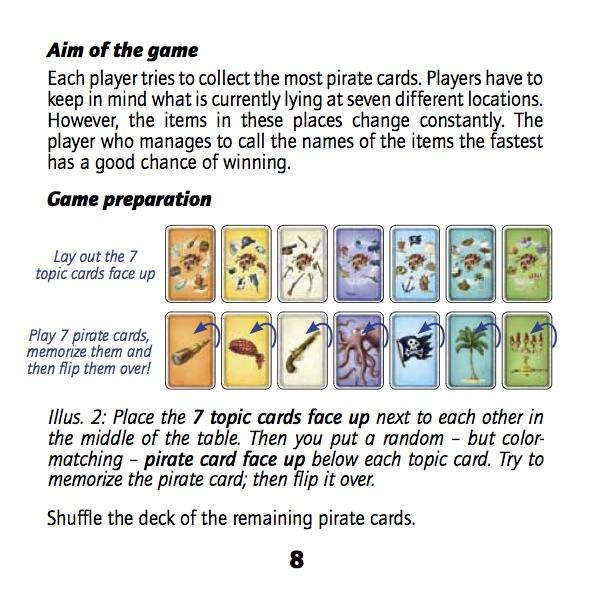 Aim of the game
Each player tries to collect the most pirate cards. Players have to
keep in mind what is currently lying at seven different locations.
However, the items in these places change constantly. The
player who manages to call the names of the items the fastest
has a good chance of winning.
Game preparation
Lay out the 7
topic cards face up
Play 7 pirate cards,
memorize them and
then flip them over!
Illus. 2: Place the 7 topic cards face up next to each other in
the middle of the table. Then you put a random – but color-
matching – pirate card face up below each topic card. Try to
memorize the pirate card; then flip it over.
Shuffle the deck of the remaining pirate cards.
8